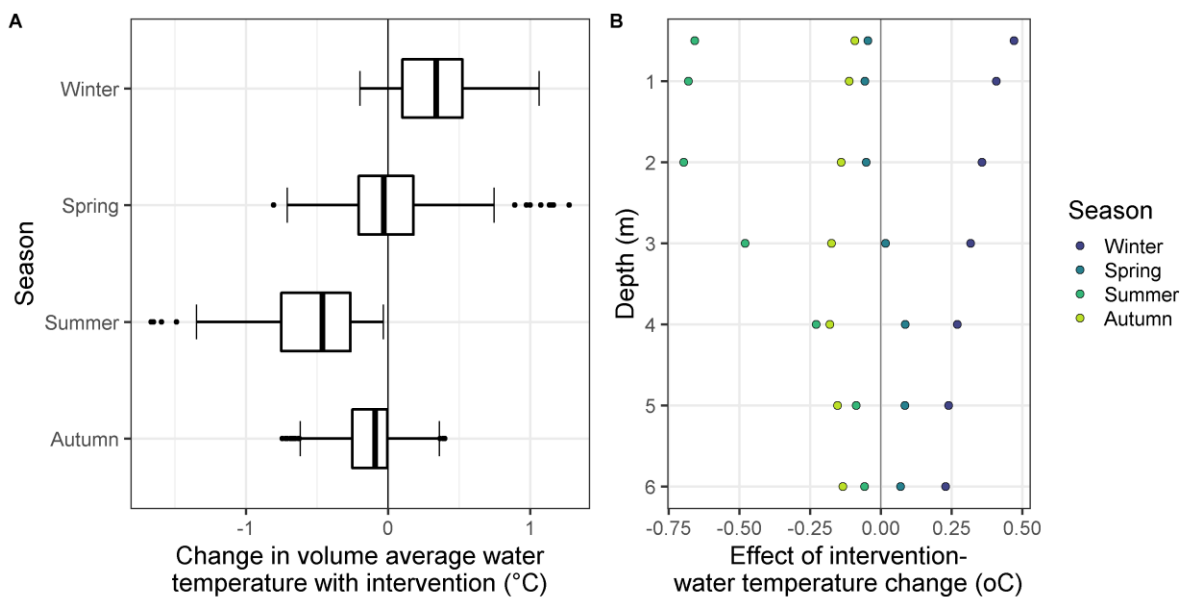 A
Season
Winter
Spring
Summer
Autumn
-1
0
1
Change in volume average water
temperature with intervention (°C)
B
Depth (m)
1
2
3
4
5
6
-0.75
-0.50
-0.25
0.00
0.25
0.50
Effect of intervention-
water temperature change (oC)
Season
Winter
Spring
Summer
Autumn